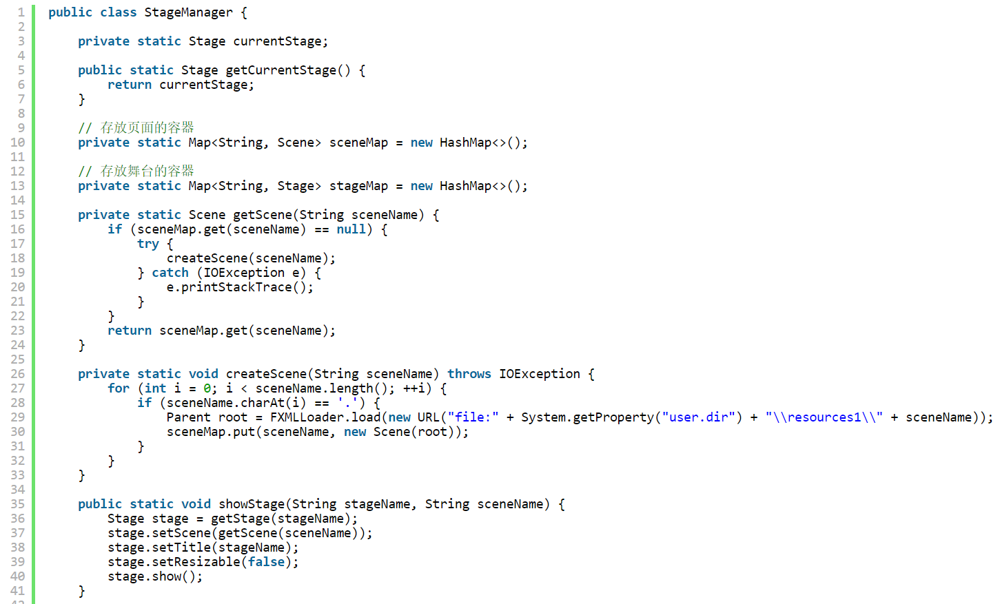 1 public class StageManager {
2
3     private static Stage currentStage;
4
5     public static Stage getCurrentStage() {
6         return currentStage;
7     }
8
9     // 存放页面的容器
10     private static Map<String, Scene> sceneMap = new HashMap<>();
11
12     // 存放舞台的容器
13     private static Map<String, Stage> stageMap = new HashMap<>();
14
15     private static Scene getScene(String sceneName) {
16         if (sceneMap.get(sceneName) == null) {
17             try {
18                 createScene(sceneName);
19             } catch (IOException e) {
20                 e.printStackTrace();
21             }
22         }
23         return sceneMap.get(sceneName);
24     }
25
26     private static void createScene(String sceneName) throws IOException {
27         for (int i = 0; i < sceneName.length(); ++i) {
28             if (sceneName.charAt(i) == '.') {
29                 Parent root = FXMLLoader.load(new URL("file:" + System.getProperty("user.dir") + "\\resources1\\" + sceneName));
30                 sceneMap.put(sceneName, new Scene(root));
31             }
32         }
33     }
34
35     public static void showStage(String stageName, String sceneName) {
36         Stage stage = getStage(stageName);
37         stage.setScene(getScene(sceneName));
38         stage.setTitle(stageName);
39         stage.setResizable(false);
40         stage.show();
41     }